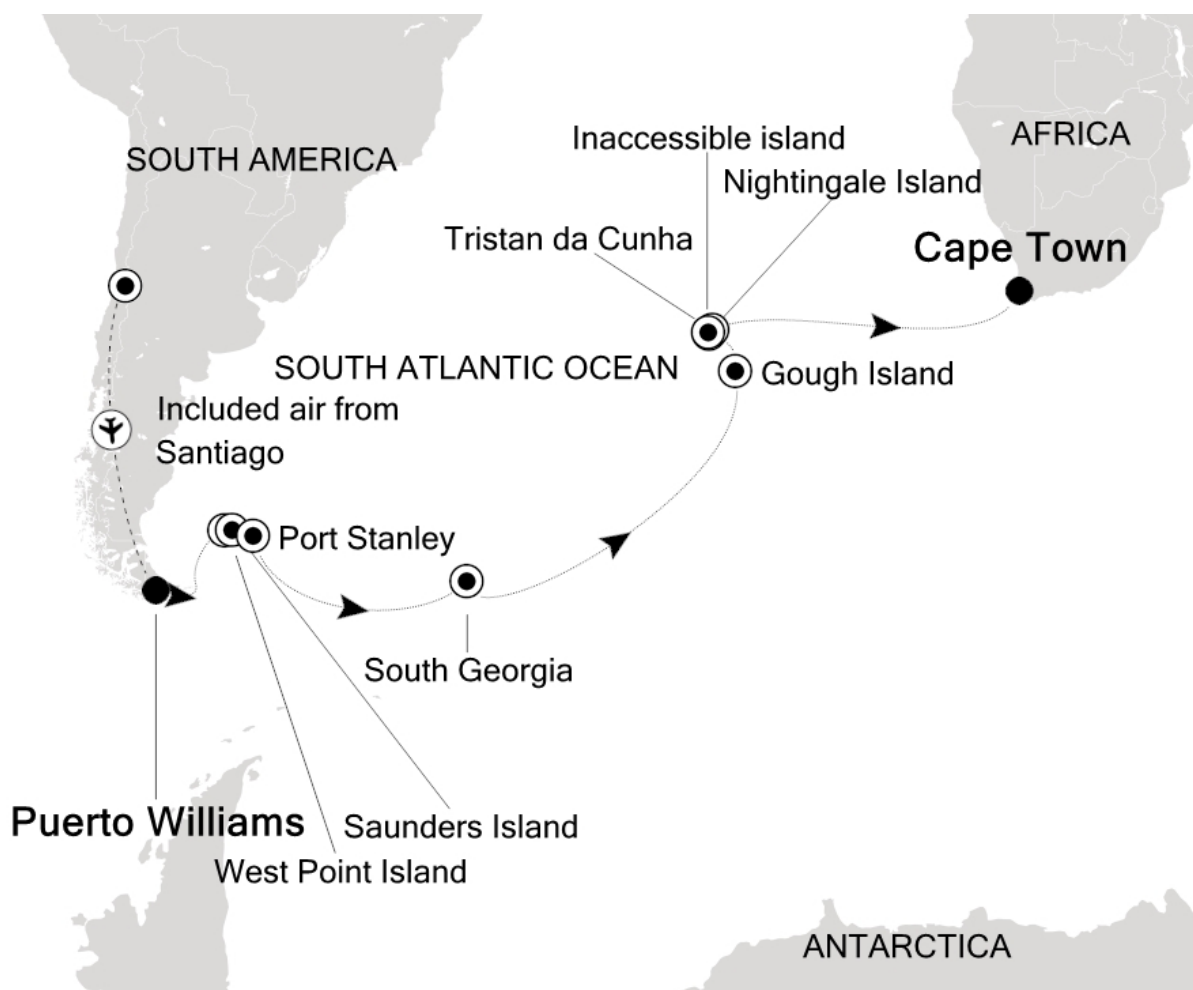 Inaccessible island
AFRICA
SOUTH AMERICA
Nightingale Island
Tristan da Cunha
Cape Town
SOUTH ATLANTIC OCEAN
Gough Island
Included air from
Santiago
Port Stanley
South Georgia
Puerto Williams
Saunders Island
West Point Island
ANTARCTICA